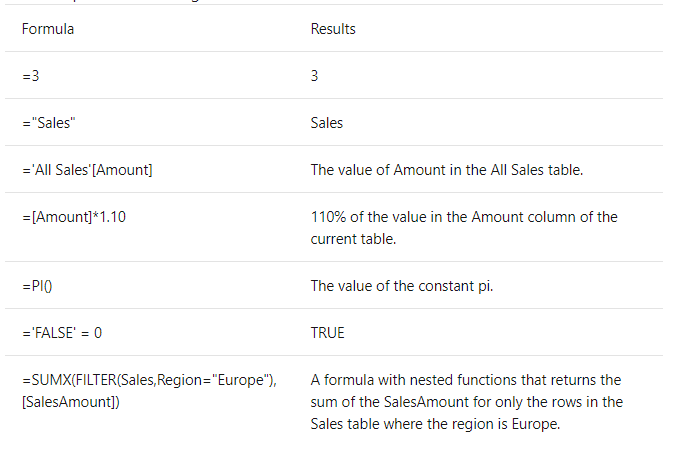 Formula Results
=3 3
="Sales" Sales
='All Sales'[Amount] The value of Amount in the All Sales table.
=[Amount]*1.10 110% of the value in the Amount column of the
current table.
=PI() The value of the constant pi.
='FALSE' = 0 TRUE
=SUMX(FILTER(Sales,Region="Europe"), A formula with nested functions that returns the
[SalesAmount]) sum of the SalesAmount for only the rows in the
Sales table where the region is Europe.